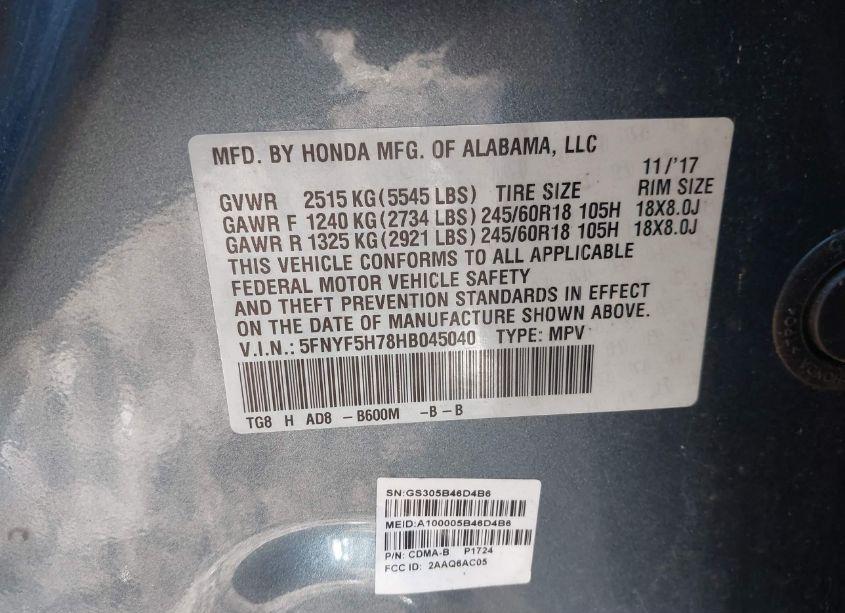 MFD. BY HONDA MFG. OF ALABAMA, LLC
11/'17
GVWR 2515 KG(5545 LBS) TIRE SIZE RIM SIZE
GAWR F 1240 KG(2734 LBS) 245/60R18 105H 18X8.0J
GAWR R 1325 KG(2921 LBS) 245/60R18 105H 18X8.0J
THIS VEHICLE CONFORMS TO ALL APPLICABLE
FEDERAL MOTOR VEHICLE SAFETY
AND THEFT PREVENTION STANDARDS IN EFFECT
ON THE DATE OF MANUFACTURE SHOWN ABOVE.
V.I.N.: 5FNYF5H78HB045040 TYPE: MPV
TG8 H AD8 - B600M - B - B
SN:GS305B46D4B6
MEID:A100005B46D4B6
P/N: CDMA-B P1724
FCC ID: 2AAQ6AC05